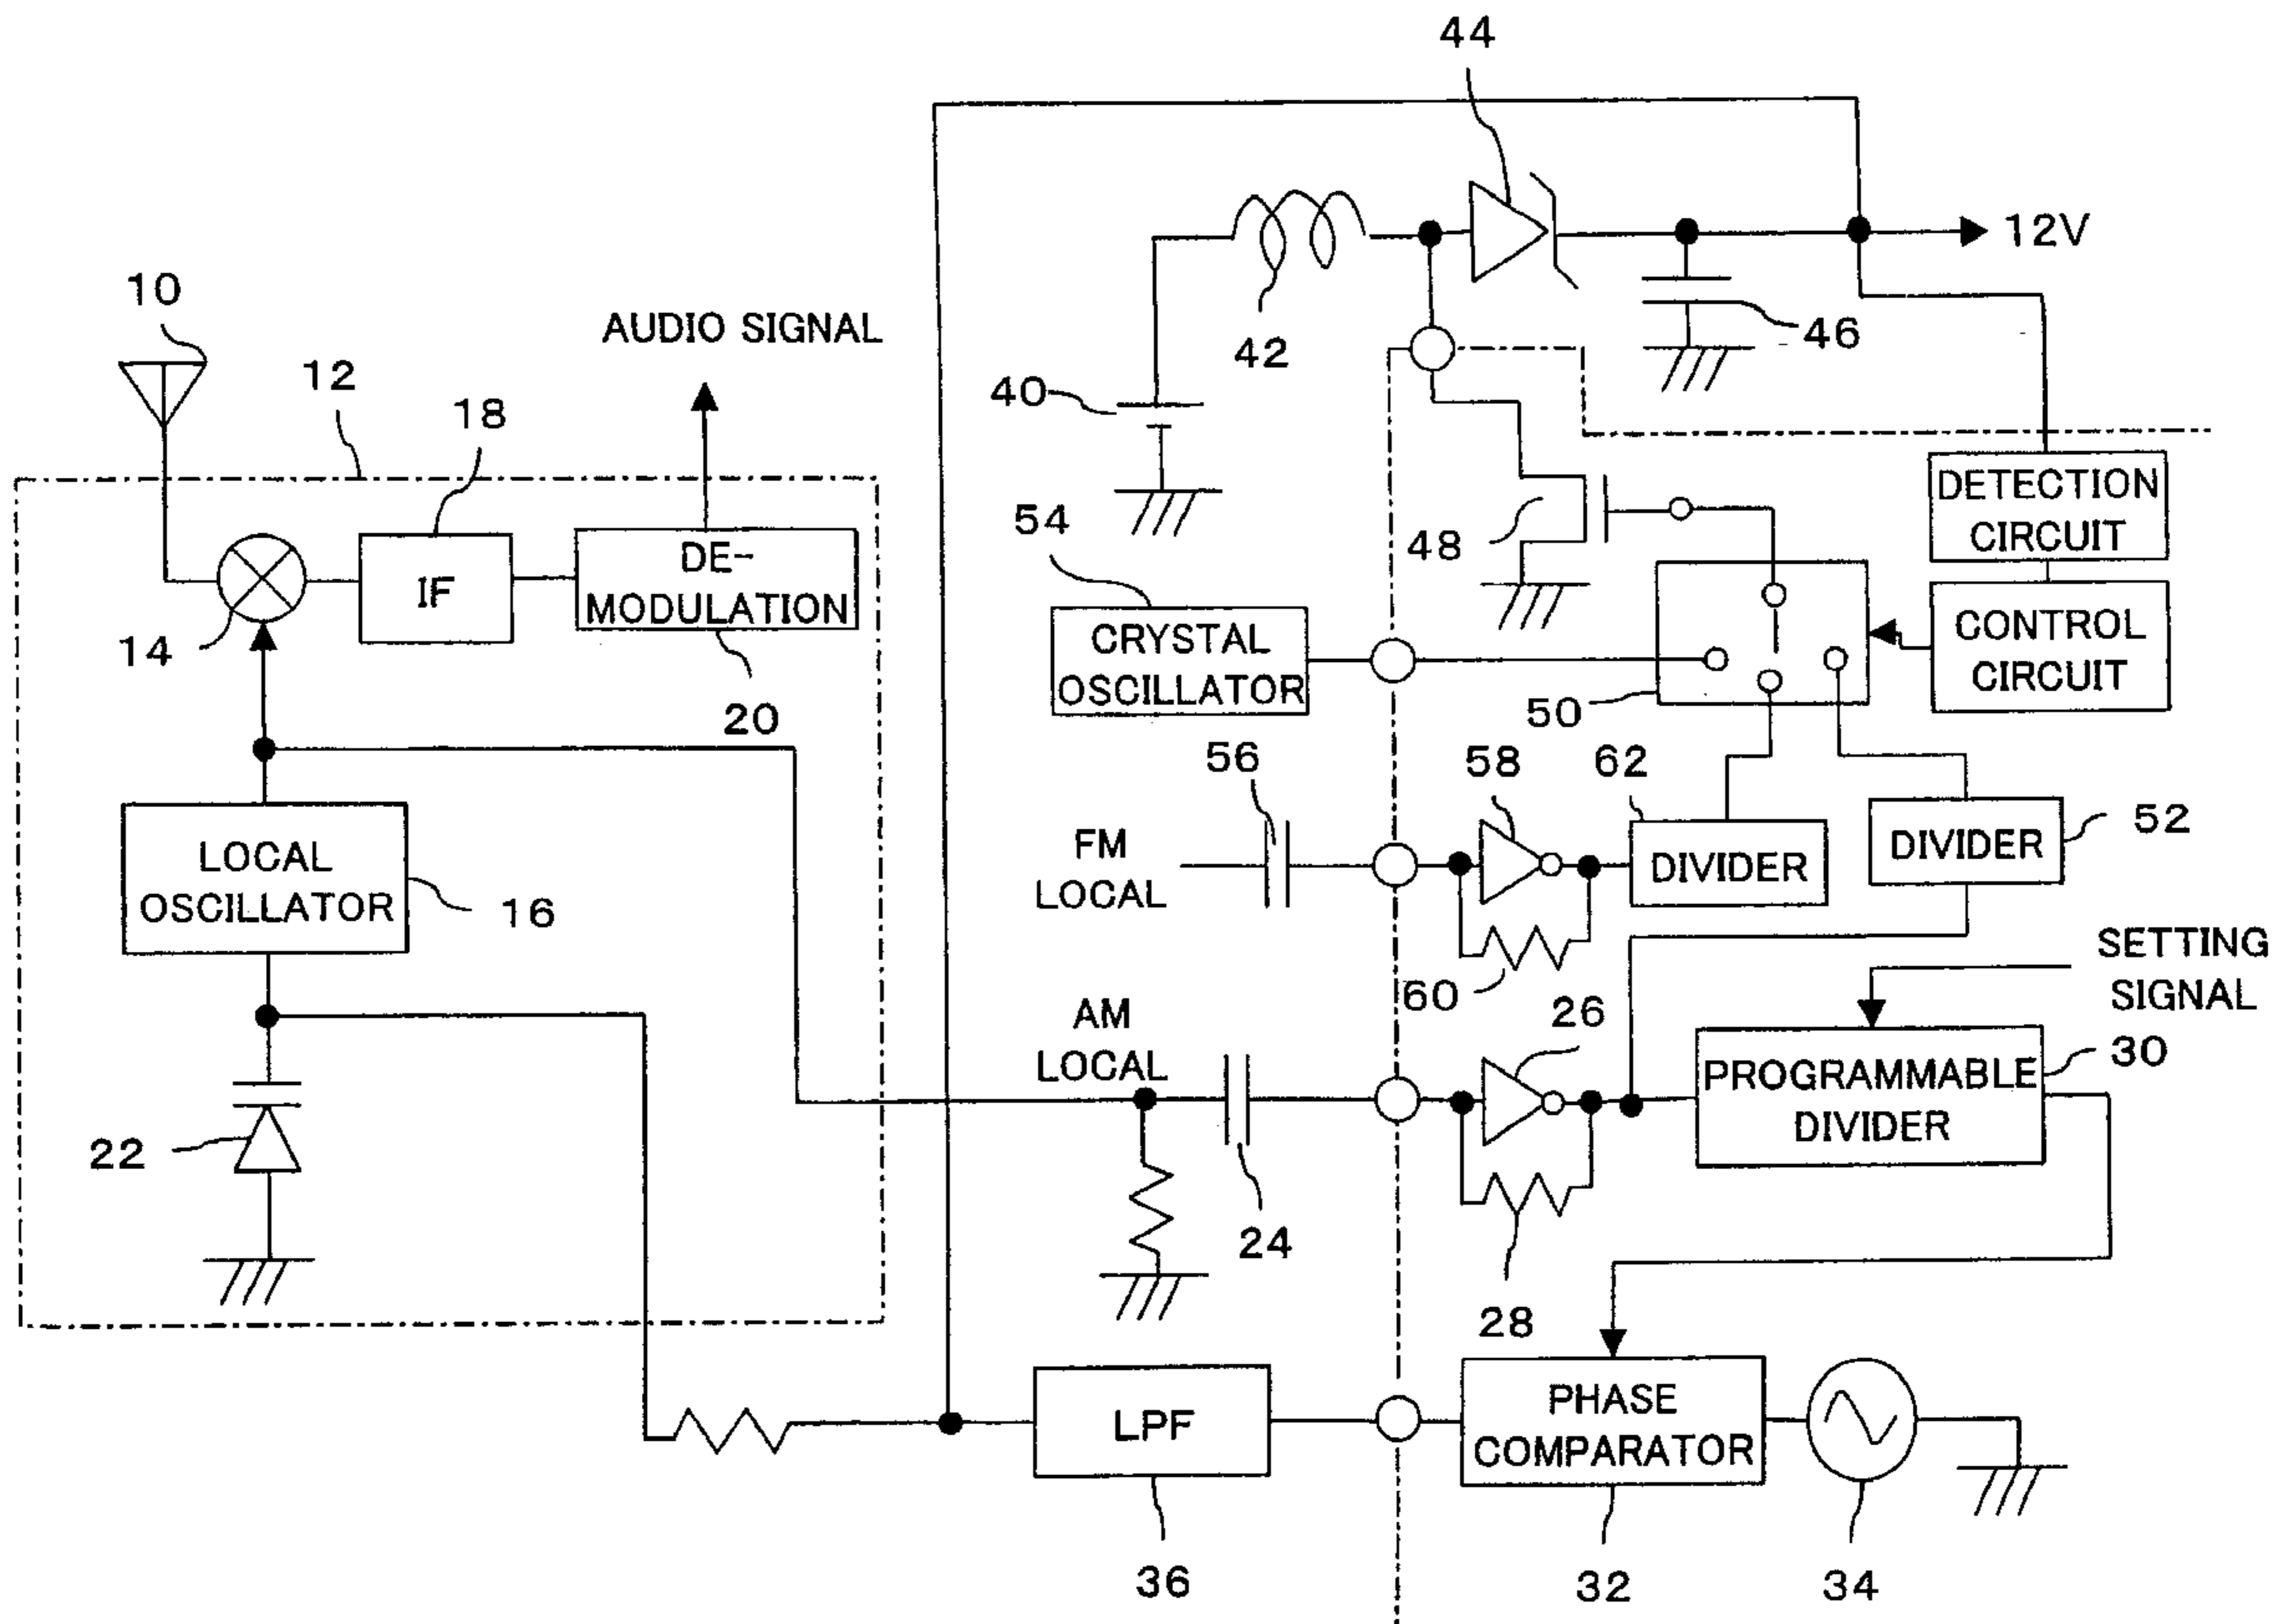 44
12V
10
AUDIO SIGNAL
42
46
12
18
40
DE-
MODULATION
IF
54
48
DETECTION
CIRCUIT
14
CRYSTAL
OSCILLATOR
CONTROL
CIRCUIT
20
50
56
58
62
LOCAL
OSCILLATOR
16
FM
LOCAL
DIVIDER
DIVIDER
52
SETTING
SIGNAL
60
26
AM
LOCAL
PROGRAMMABLE
DIVIDER
30
22
24
28
LPF
PHASE
COMPARATOR
36
32
34